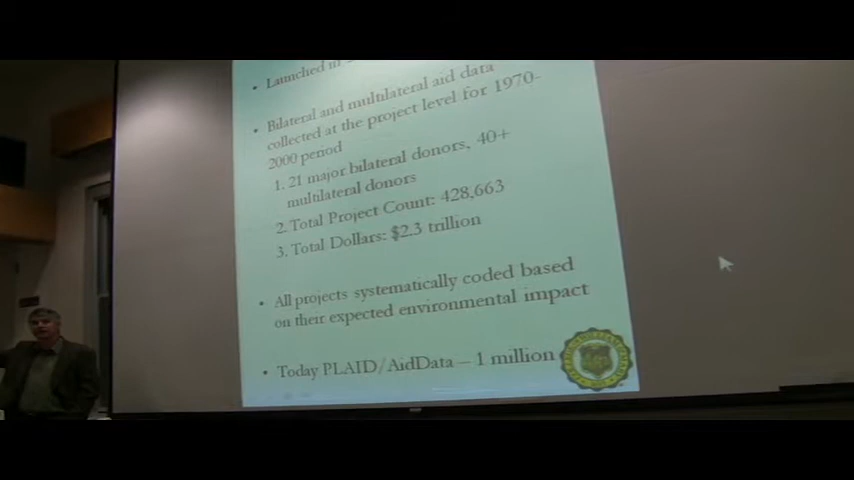 • Launched in
• Bilateral and multilateral aid data
collected at the project level for 1970-
2000 period
1. 21 major bilateral donors, 40+
multilateral donors
2. Total Project Count: 428,663
3. Total Dollars: $2.3 trillion
• All projects systematically coded based
on their expected environmental impact
• Today PLAID/AidData – 1 million